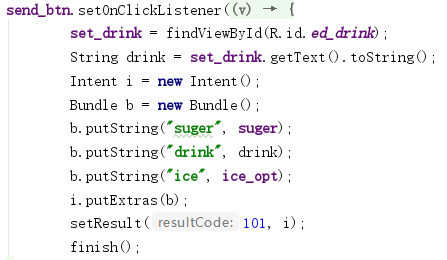 send_btn.setOnClickListener((v) → {
set_drink = findViewById(R.id.ed_drink);
String drink = set_drink.getText().toString();
Intent i = new Intent();
Bundle b = new Bundle();
b.putString("suger", suger);
b.putString("drink", drink);
b.putString("ice", ice_opt);
i.putExtras(b);
setResult( resultCode: 101, i);
finish();